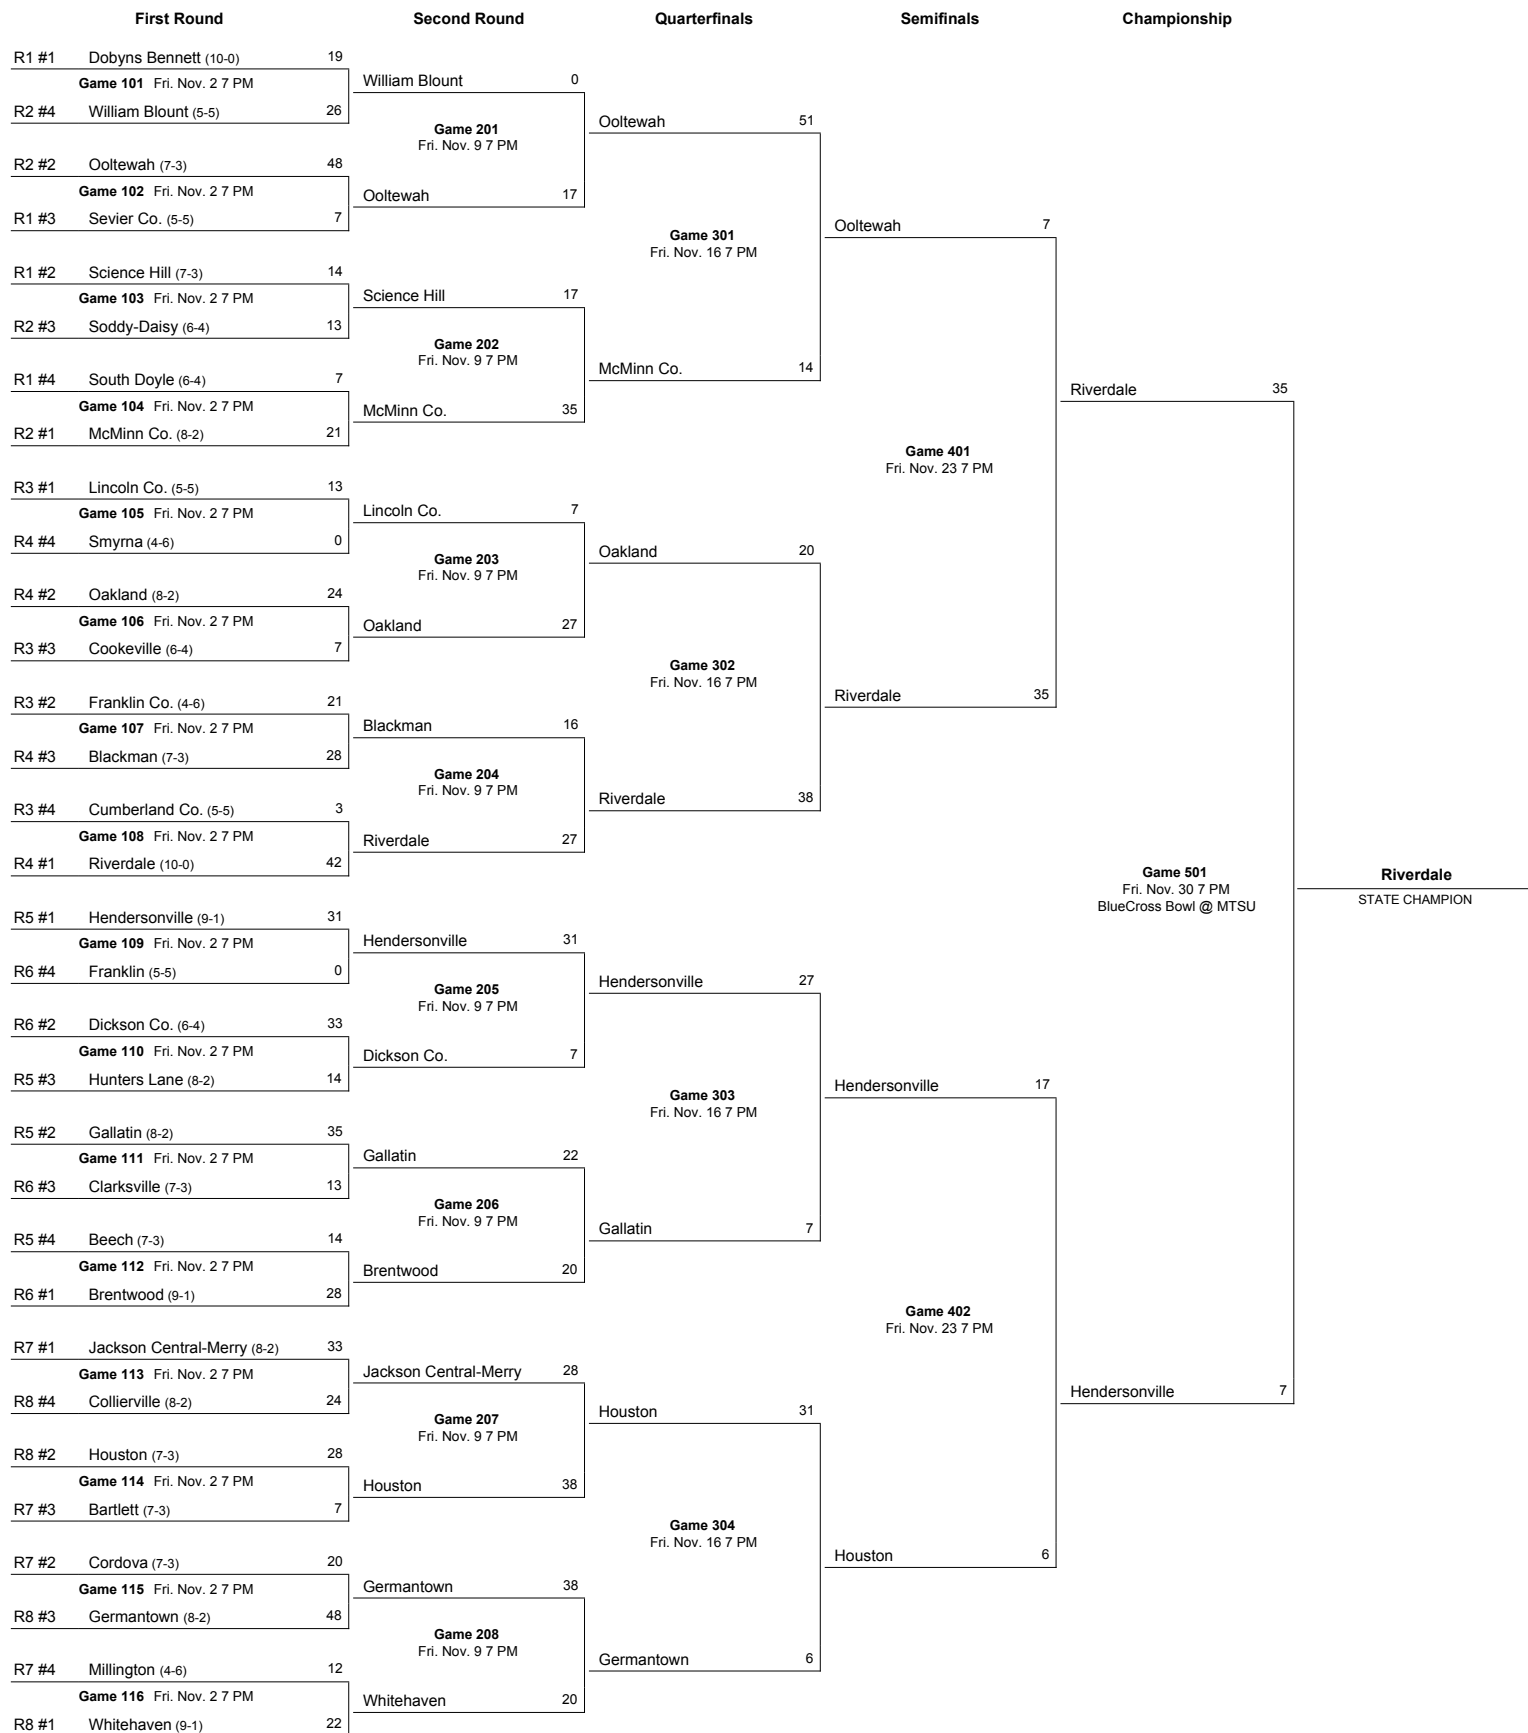 First Round Second Round Quarterfinals Semifinals Championship
R1 #1 Dobyns Bennett (10-0) 19
Game 101 Fri. Nov. 2 7 PM
R2 #4 William Blount (5-5) 26
R2 #2 Ooltewah (7-3) 48
Game 102 Fri. Nov. 2 7 PM
R1 #3 Sevier Co. (5-5) 7
R1 #2 Science Hill (7-3) 14
Game 103 Fri. Nov. 2 7 PM
R2 #3 Soddy-Daisy (6-4) 13
R1 #4 South Doyle (6-4) 7
Game 104 Fri. Nov. 2 7 PM
R2 #1 McMinn Co. (8-2) 21
R3 #1 Lincoln Co. (5-5) 13
Game 105 Fri. Nov. 2 7 PM
R4 #4 Smyrna (4-6) 0
R4 #2 Oakland (8-2) 24
Game 106 Fri. Nov. 2 7 PM
R3 #3 Cookeville (6-4) 7
R3 #2 Franklin Co. (4-6) 21
Game 107 Fri. Nov. 2 7 PM
R4 #3 Blackman (7-3) 28
R3 #4 Cumberland Co. (5-5) 3
Game 108 Fri. Nov. 2 7 PM
R4 #1 Riverdale (10-0) 42
R5 #1 Hendersonville (9-1) 31
Game 109 Fri. Nov. 2 7 PM
R6 #4 Franklin (5-5) 0
R6 #2 Dickson Co. (6-4) 33
Game 110 Fri. Nov. 2 7 PM
R5 #3 Hunters Lane (8-2) 14
R5 #2 Gallatin (8-2) 35
Game 111 Fri. Nov. 2 7 PM
R6 #3 Clarksville (7-3) 13
R5 #4 Beech (7-3) 14
Game 112 Fri. Nov. 2 7 PM
R6 #1 Brentwood (9-1) 28
R7 #1 Jackson Central-Merry (8-2) 33
Game 113 Fri. Nov. 2 7 PM
R8 #4 Collierville (8-2) 24
R8 #2 Houston (7-3) 28
Game 114 Fri. Nov. 2 7 PM
R7 #3 Bartlett (7-3) 7
R7 #2 Cordova (7-3) 20
Game 115 Fri. Nov. 2 7 PM
R8 #3 Germantown (8-2) 48
R7 #4 Millington (4-6) 12
Game 116 Fri. Nov. 2 7 PM
R8 #1 Whitehaven (9-1) 22
William Blount 0
Game 201
Fri. Nov. 9 7 PM
Ooltewah 17
Science Hill 17
Game 202
Fri. Nov. 9 7 PM
McMinn Co. 35
Lincoln Co. 7
Game 203
Fri. Nov. 9 7 PM
Oakland 27
Blackman 16
Game 204
Fri. Nov. 9 7 PM
Riverdale 27
Hendersonville 31
Game 205
Fri. Nov. 9 7 PM
Dickson Co. 7
Gallatin 22
Game 206
Fri. Nov. 9 7 PM
Brentwood 20
Jackson Central-Merry 28
Game 207
Fri. Nov. 9 7 PM
Houston 38
Germantown 38
Game 208
Fri. Nov. 9 7 PM
Whitehaven 20
Ooltewah 51
Game 301
Fri. Nov. 16 7 PM
McMinn Co. 14
Oakland 20
Game 302
Fri. Nov. 16 7 PM
Riverdale 38
Hendersonville 27
Game 303
Fri. Nov. 16 7 PM
Gallatin 7
Houston 31
Game 304
Fri. Nov. 16 7 PM
Germantown 6
Ooltewah 7
Game 401
Fri. Nov. 23 7 PM
Riverdale 35
Hendersonville 17
Game 402
Fri. Nov. 23 7 PM
Houston 6
Riverdale 35
Game 501
Fri. Nov. 30 7 PM
BlueCross Bowl @ MTSU
Hendersonville 7
Riverdale
STATE CHAMPION